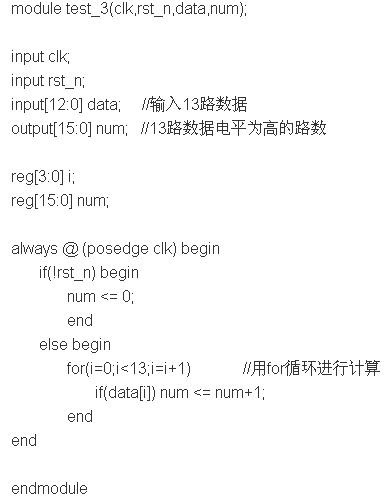 module test_3(clk,rst_n,data,num);
input clk;
input rst_n;
input[12:0] data; //输入13路数据
output[15:0] num; //13路数据电平为高的路数
reg[3:0] i;
reg[15:0] num;
always @ (posedge clk) begin
if(!rst_n) begin
num <= 0;
end
else begin
for(i=0;i<13;i=i+1) //用for循环进行计算
if(data[i]) num <= num+1;
end
end
endmodule